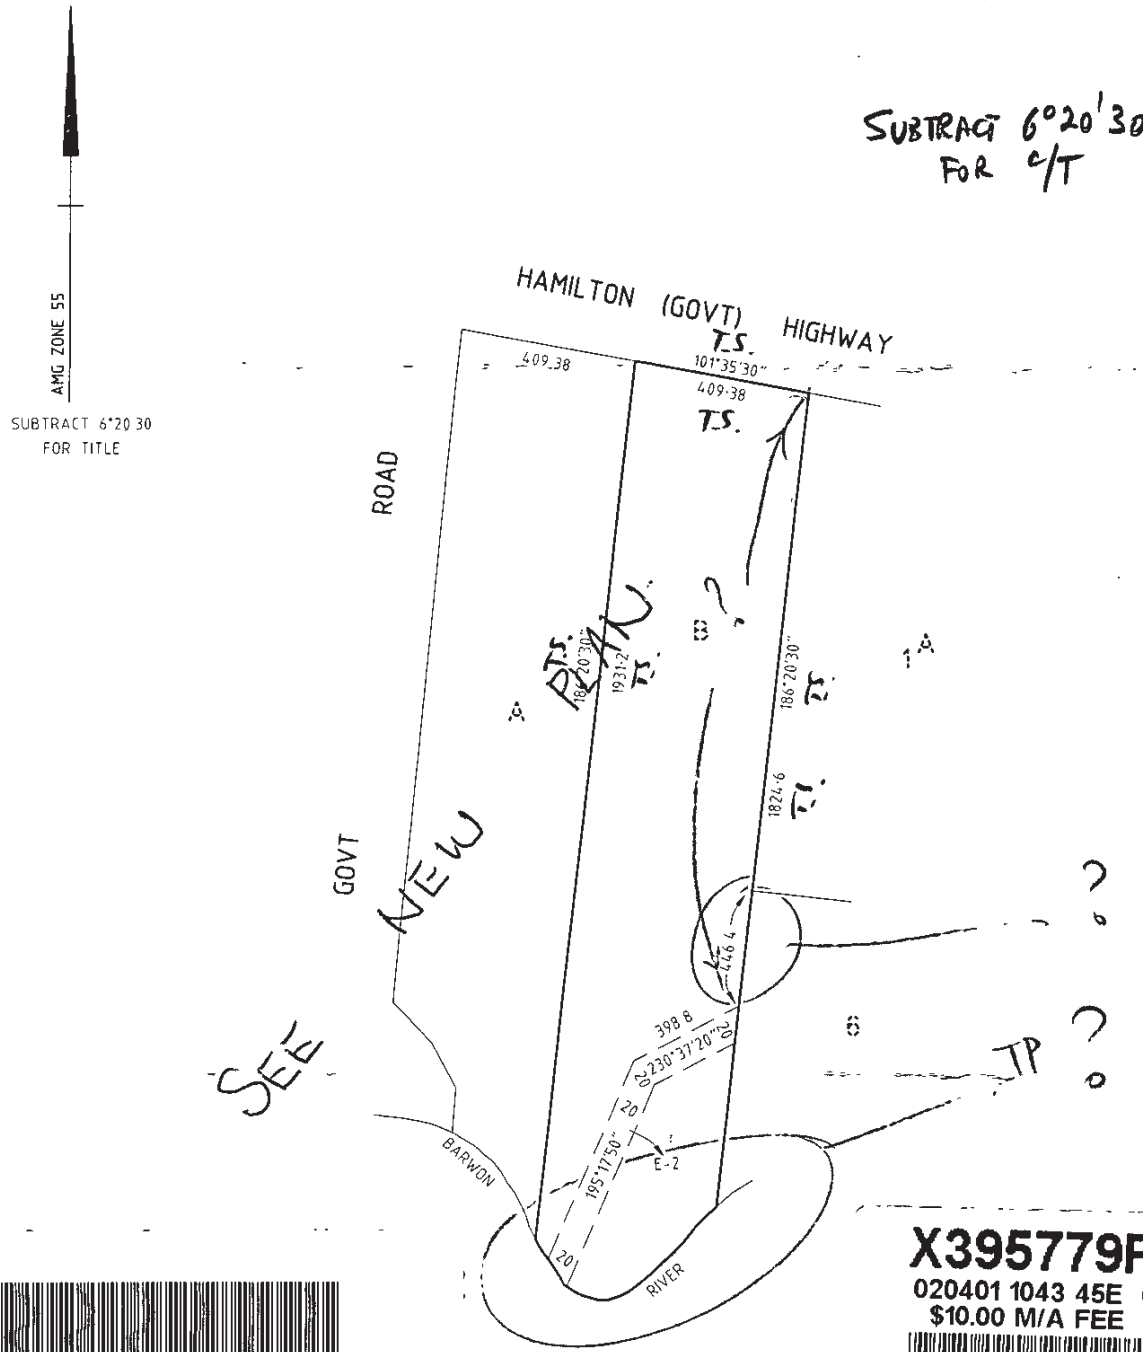 SUBTRACT 6°20'30
FOR C/T
AMG ZONE 55
SUBTRACT 6°20 30
FOR TITLE
HAMILTON (GOVT) HIGHWAY
T.S.
409.38
101°35'30"
409.38
T.S.
ROAD
GOVT
SEE NEW PLAN.
T.S.
186°20'30"
1931.2
T.S.
A
B
?
1A
186°20'30"
T.S.
1824.6
T.S.
?
446.4
398.8
230°37'20"
20
20
20
6
TP
?
195°17'50"
E-2
20
BARWON
RIVER
X395779P
020401 1043 45E
$10.00 M/A FEE